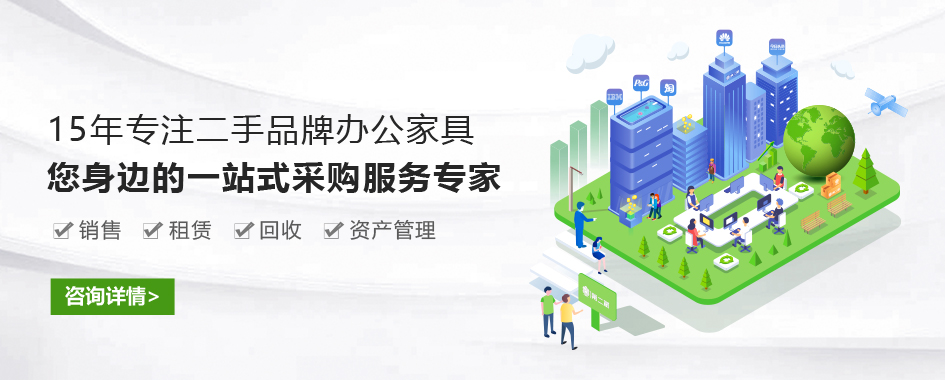 15年专注二手品牌办公家具
您身边的一站式采购服务专家
销售 租赁 回收 资产管理
咨询详情>
IBM
P&G
淘